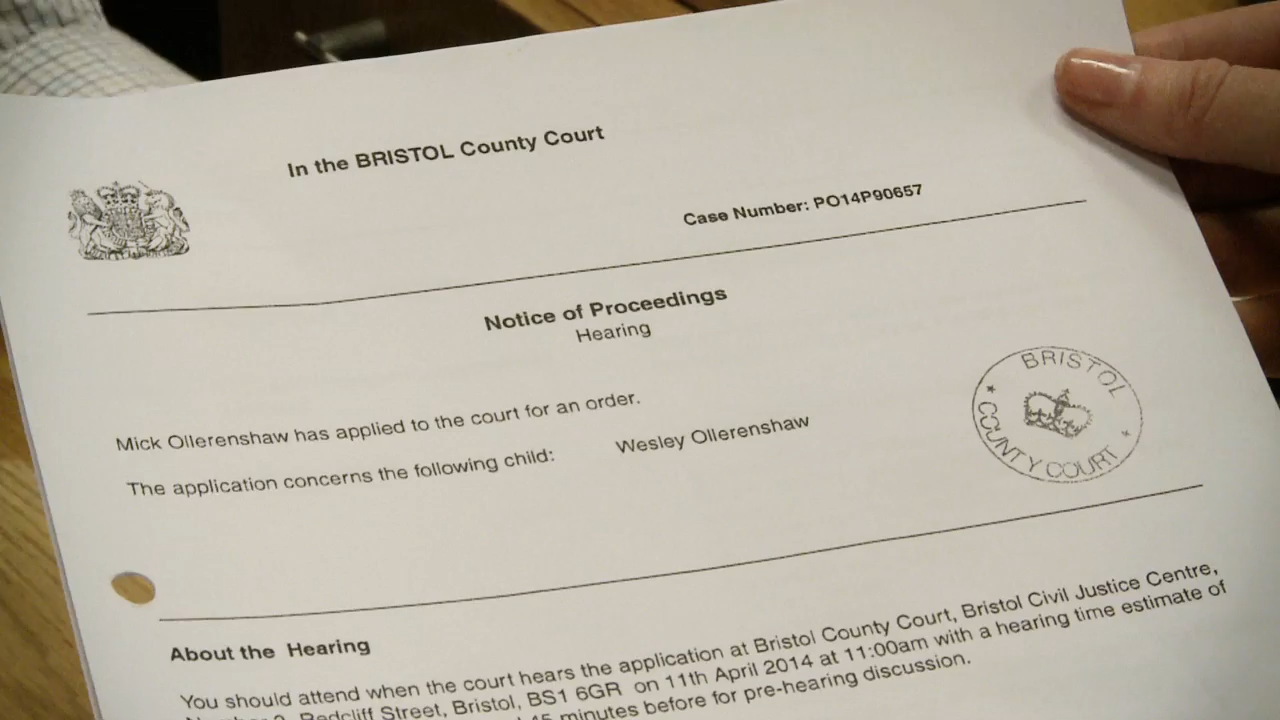 In the BRISTOL County Court
Case Number: PO14P90657
Notice of Proceedings
Hearing
Mick Ollerenshaw has applied to the court for an order.
The application concerns the following child: Wesley Ollerenshaw
BRISTOL
COUNTY COURT
About the Hearing
You should attend when the court hears the application at Bristol County Court, Bristol Civil Justice Centre,
Redcliff Street, Bristol, BS1 6GR on 11th April 2014 at 11:00am with a hearing time estimate of
45 minutes before for pre-hearing discussion.